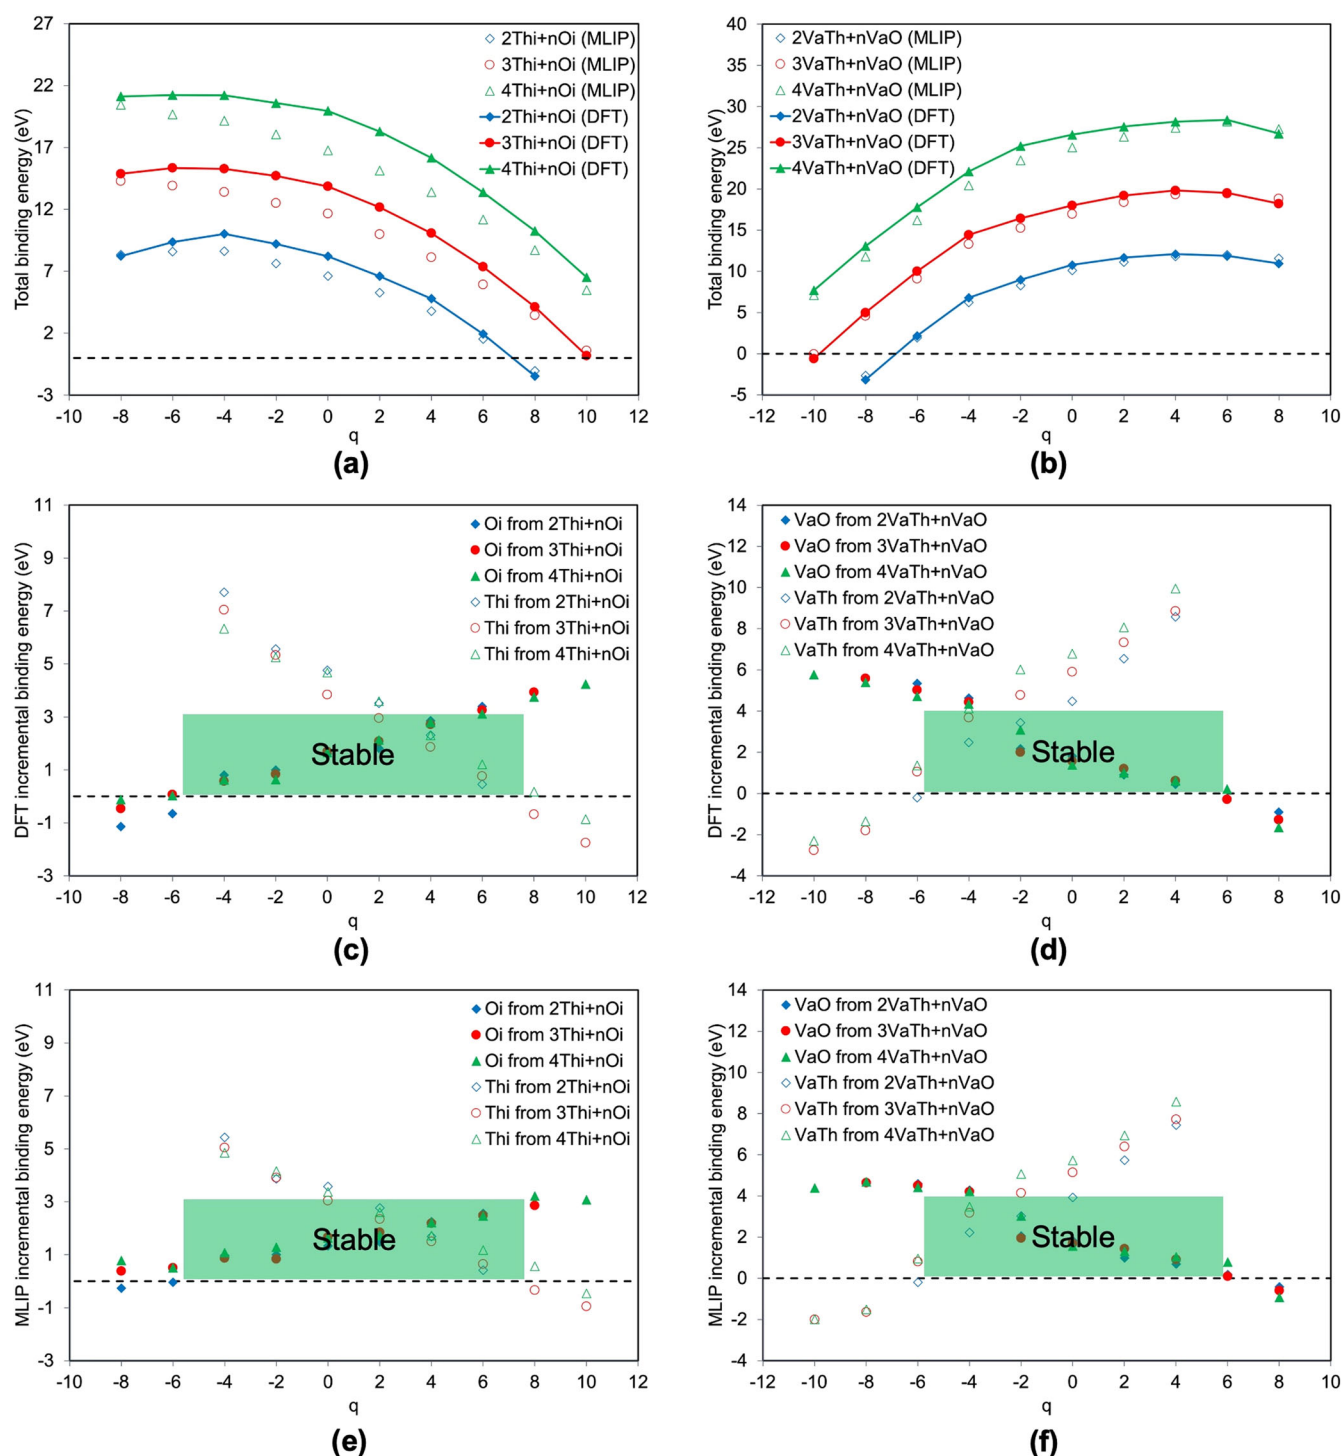 27
22
17
12
7
2
-3
Total binding energy (eV)
2Thi+nOi (MLIP)
3Thi+nOi (MLIP)
4Thi+nOi (MLIP)
2Thi+nOi (DFT)
3Thi+nOi (DFT)
4Thi+nOi (DFT)
-10 -8 -6 -4 -2 0 2 4 6 8 10 12
q
(a)
40
35
30
25
20
15
10
5
0
-5
Total binding energy (eV)
2VaTh+nVaO (MLIP)
3VaTh+nVaO (MLIP)
4VaTh+nVaO (MLIP)
2VaTh+nVaO (DFT)
3VaTh+nVaO (DFT)
4VaTh+nVaO (DFT)
-12 -10 -8 -6 -4 -2 0 2 4 6 8 10
q
(b)
11
9
7
5
3
1
-1
-3
DFT incremental binding energy (eV)
Oi from 2Thi+nOi
Oi from 3Thi+nOi
Oi from 4Thi+nOi
Thi from 2Thi+nOi
Thi from 3Thi+nOi
Thi from 4Thi+nOi
Stable
-10 -8 -6 -4 -2 0 2 4 6 8 10 12
q
(c)
14
12
10
8
6
4
2
0
-2
-4
DFT incremental binding energy (eV)
VaO from 2VaTh+nVaO
VaO from 3VaTh+nVaO
VaO from 4VaTh+nVaO
VaTh from 2VaTh+nVaO
VaTh from 3VaTh+nVaO
VaTh from 4VaTh+nVaO
Stable
-12 -10 -8 -6 -4 -2 0 2 4 6 8 10
q
(d)
11
9
7
5
3
1
-1
-3
MLIP incremental binding energy (eV)
Oi from 2Thi+nOi
Oi from 3Thi+nOi
Oi from 4Thi+nOi
Thi from 2Thi+nOi
Thi from 3Thi+nOi
Thi from 4Thi+nOi
Stable
-10 -8 -6 -4 -2 0 2 4 6 8 10 12
q
(e)
14
12
10
8
6
4
2
0
-2
-4
MLIP incremental binding energy (eV)
VaO from 2VaTh+nVaO
VaO from 3VaTh+nVaO
VaO from 4VaTh+nVaO
VaTh from 2VaTh+nVaO
VaTh from 3VaTh+nVaO
VaTh from 4VaTh+nVaO
Stable
-12 -10 -8 -6 -4 -2 0 2 4 6 8 10
q
(f)